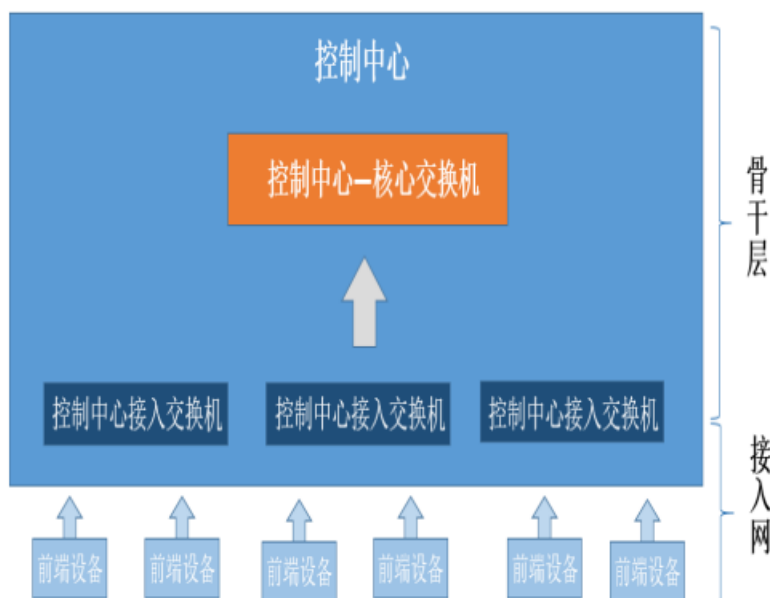 控制中心
控制中心—核心交换机
骨干层
控制中心接入交换机
控制中心接入交换机
控制中心接入交换机
接入网
前端设备
前端设备
前端设备
前端设备
前端设备
前端设备